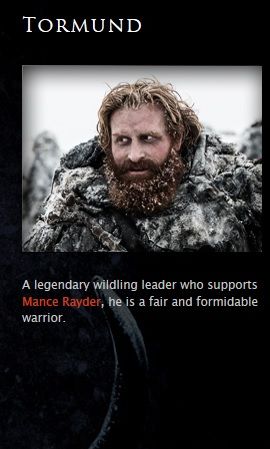 Tormund
A legendary wildling leader who supports
Mance Rayder, he is a fair and formidable
warrior.